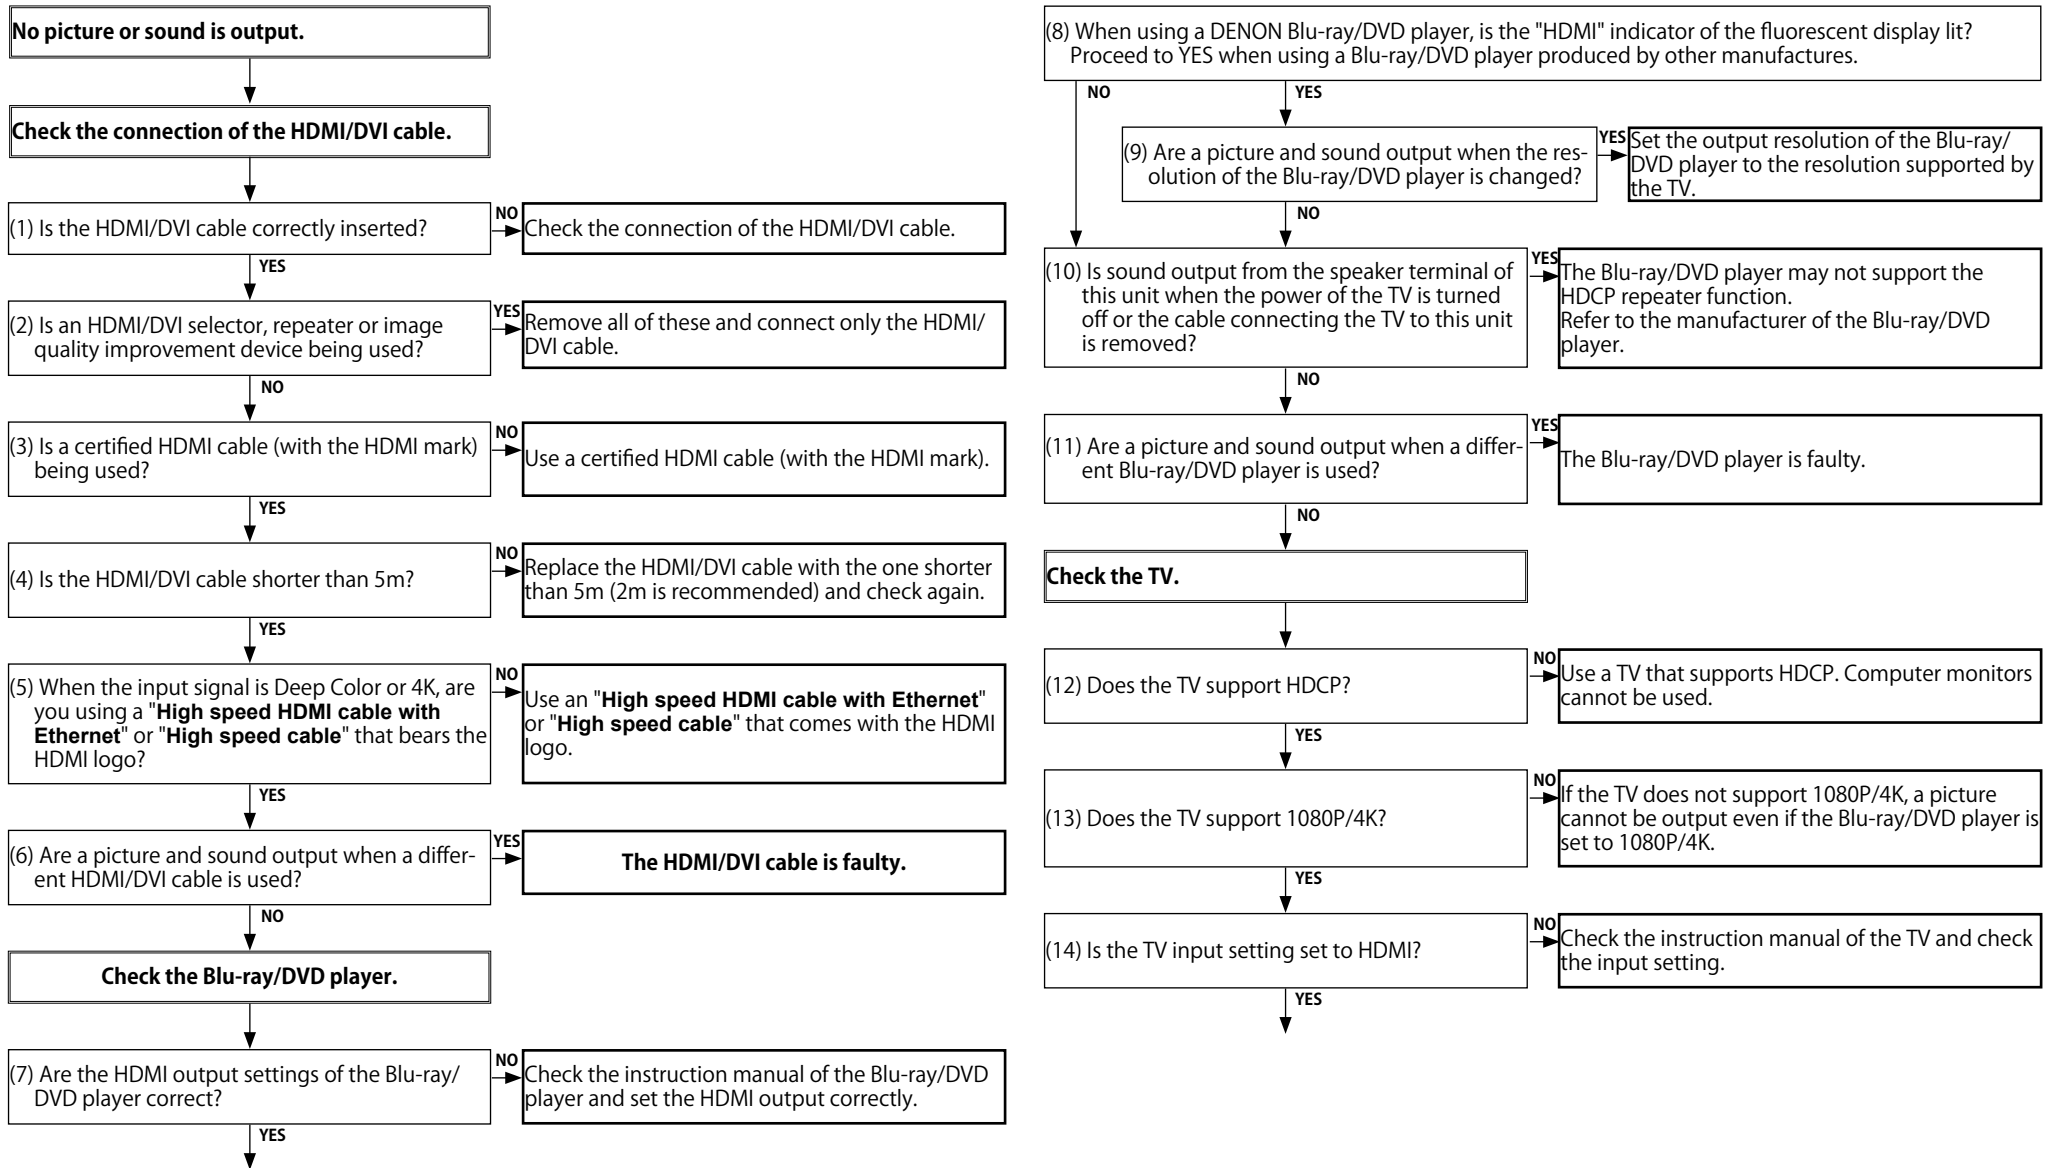 No picture or sound is output.
Check the connection of the HDMI/DVI cable.
(1) Is the HDMI/DVI cable correctly inserted?
NO
Check the connection of the HDMI/DVI cable.
YES
(2) Is an HDMI/DVI selector, repeater or image
quality improvement device being used?
YES
Remove all of these and connect only the HDMI/
DVI cable.
NO
(3) Is a certified HDMI cable (with the HDMI mark)
being used?
NO
Use a certified HDMI cable (with the HDMI mark).
YES
(4) Is the HDMI/DVI cable shorter than 5m?
NO
Replace the HDMI/DVI cable with the one shorter
than 5m (2m is recommended) and check again.
YES
(5) When the input signal is Deep Color or 4K, are
you using a "High speed HDMI cable with
Ethernet" or "High speed cable" that bears the
HDMI logo?
NO
Use an "High speed HDMI cable with Ethernet"
or "High speed cable" that comes with the HDMI
logo.
YES
(6) Are a picture and sound output when a differ-
ent HDMI/DVI cable is used?
YES
The HDMI/DVI cable is faulty.
NO
Check the Blu-ray/DVD player.
(7) Are the HDMI output settings of the Blu-ray/
DVD player correct?
NO
Check the instruction manual of the Blu-ray/DVD
player and set the HDMI output correctly.
YES
(8) When using a DENON Blu-ray/DVD player, is the "HDMI" indicator of the fluorescent display lit?
Proceed to YES when using a Blu-ray/DVD player produced by other manufactures.
NO
YES
(9) Are a picture and sound output when the res-
olution of the Blu-ray/DVD player is changed?
YES
Set the output resolution of the Blu-ray/
DVD player to the resolution supported by
the TV.
NO
(10) Is sound output from the speaker terminal of
this unit when the power of the TV is turned
off or the cable connecting the TV to this unit
is removed?
YES
The Blu-ray/DVD player may not support the
HDCP repeater function.
Refer to the manufacturer of the Blu-ray/DVD
player.
NO
(11) Are a picture and sound output when a differ-
ent Blu-ray/DVD player is used?
YES
The Blu-ray/DVD player is faulty.
NO
Check the TV.
(12) Does the TV support HDCP?
NO
Use a TV that supports HDCP. Computer monitors
cannot be used.
YES
(13) Does the TV support 1080P/4K?
NO
If the TV does not support 1080P/4K, a picture
cannot be output even if the Blu-ray/DVD player is
set to 1080P/4K.
YES
(14) Is the TV input setting set to HDMI?
NO
Check the instruction manual of the TV and check
the input setting.
YES